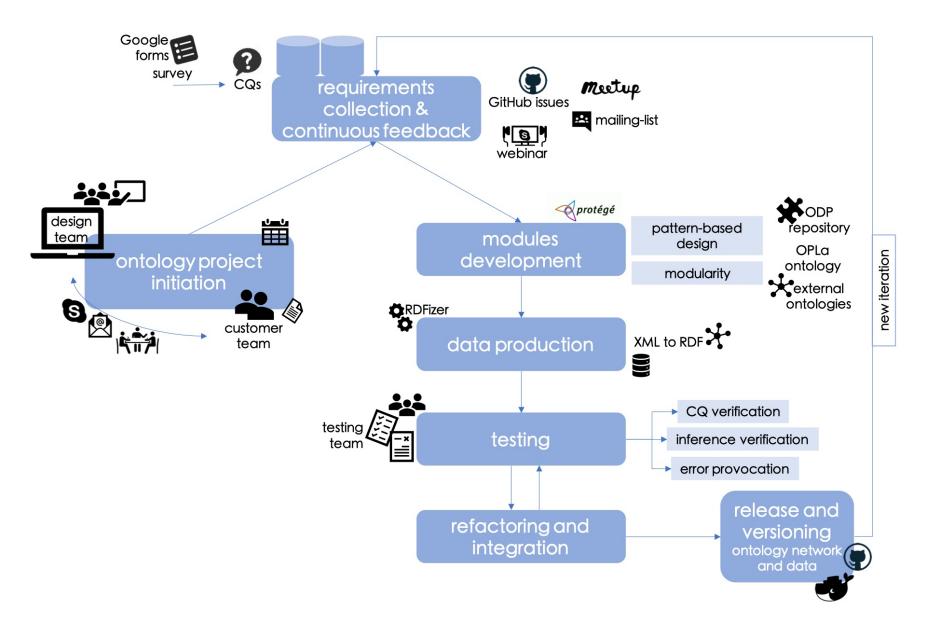 Google
forms
survey
CQs
requirements
collection &
continuous feedback
GitHub issues
Meetup
mailing-list
webinar
design
team
ontology project
initiation
customer
team
protégé
modules
development
pattern-based
design
modularity
ODP
repository
OPLa
ontology
external
ontologies
new iteration
RDFizer
data production
XML to RDF
testing
team
testing
CQ verification
inference verification
error provocation
refactoring and
integration
release and
versioning
ontology network
and data